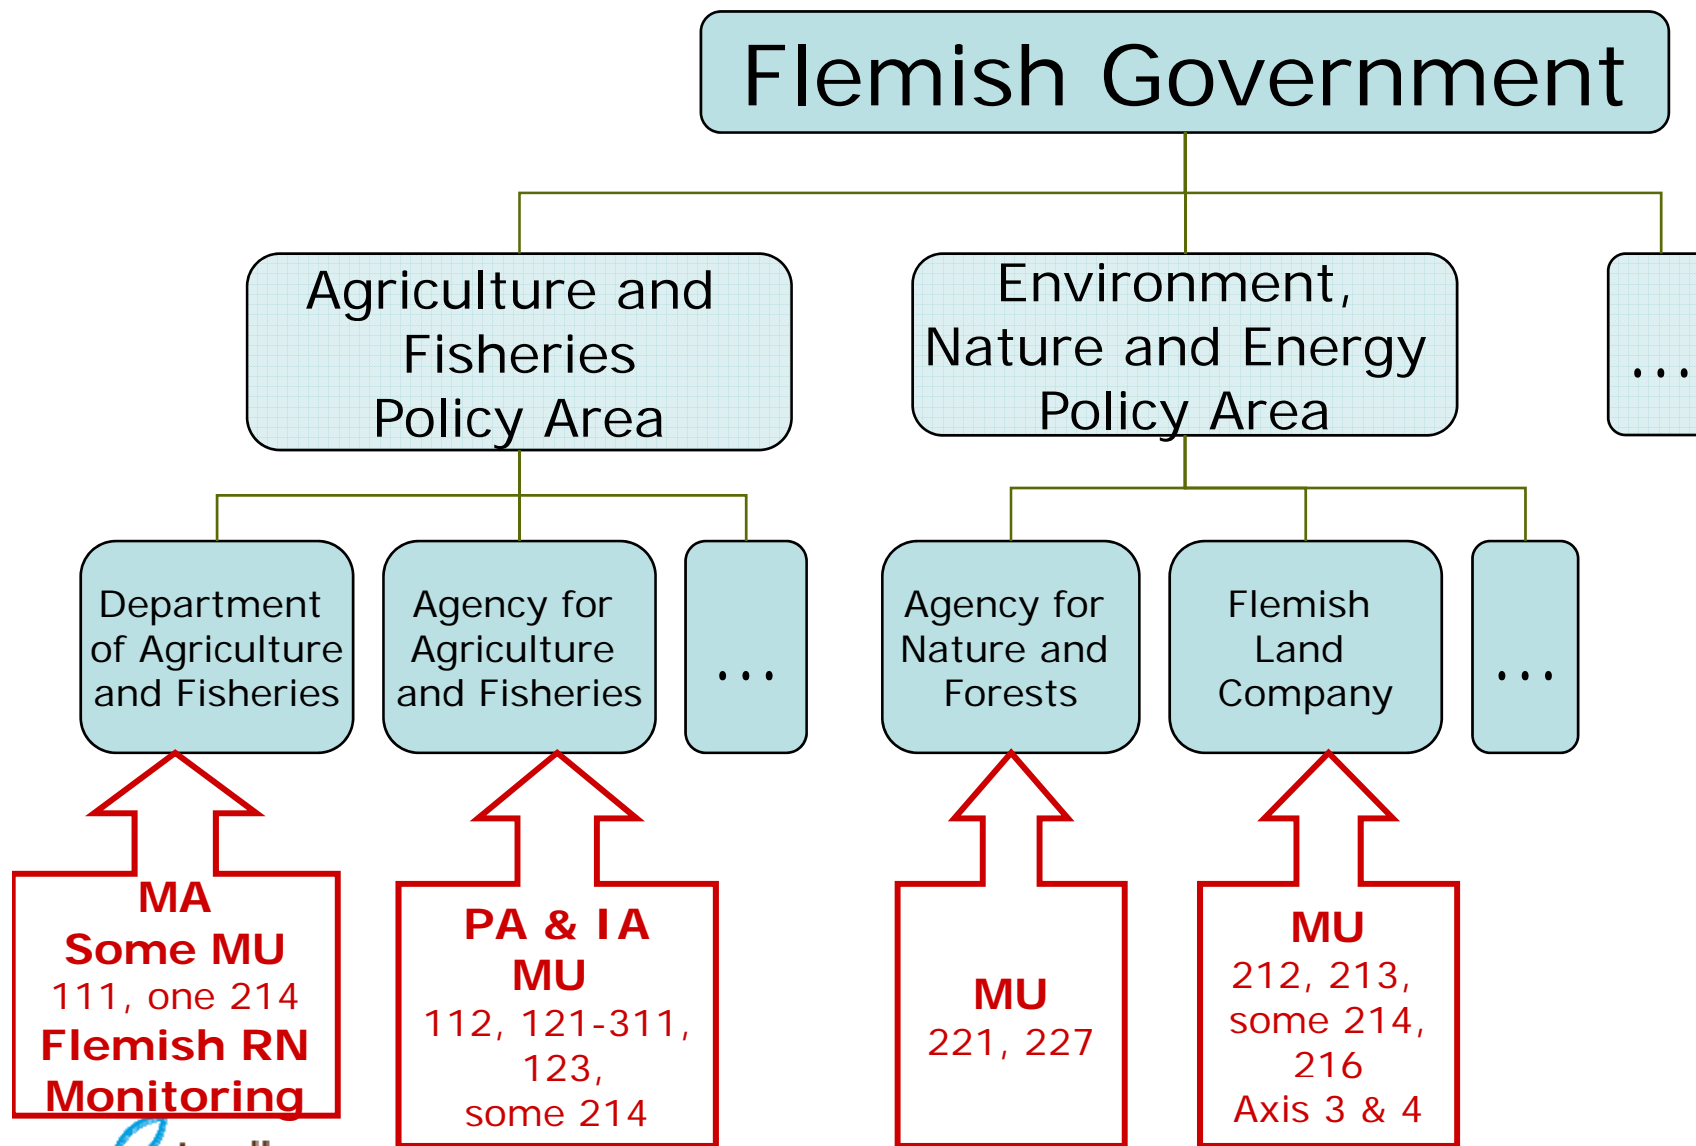 Flemish Government
Agriculture and
Fisheries
Policy Area
Environment,
Nature and Energy
Policy Area
...
Department
of Agriculture
and Fisheries
Agency for
Agriculture
and Fisheries
...
Agency for
Nature and
Forests
Flemish
Land
Company
...
MA
Some MU
111, one 214
Flemish RN
Monitoring
PA & IA
MU
112, 121-311,
123,
some 214
MU
221, 227
MU
212, 213,
some 214,
216
Axis 3 & 4